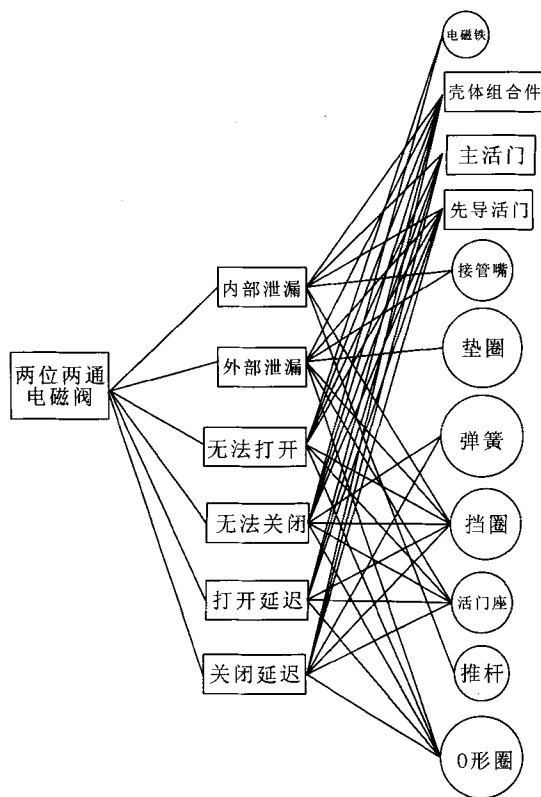 两位两通
电磁阀
内部泄漏
外部泄漏
无法打开
无法关闭
打开延迟
关闭延迟
电磁铁
壳体组合件
主活门
先导活门
接管嘴
垫圈
弹簧
挡圈
活门座
推杆
O形圈